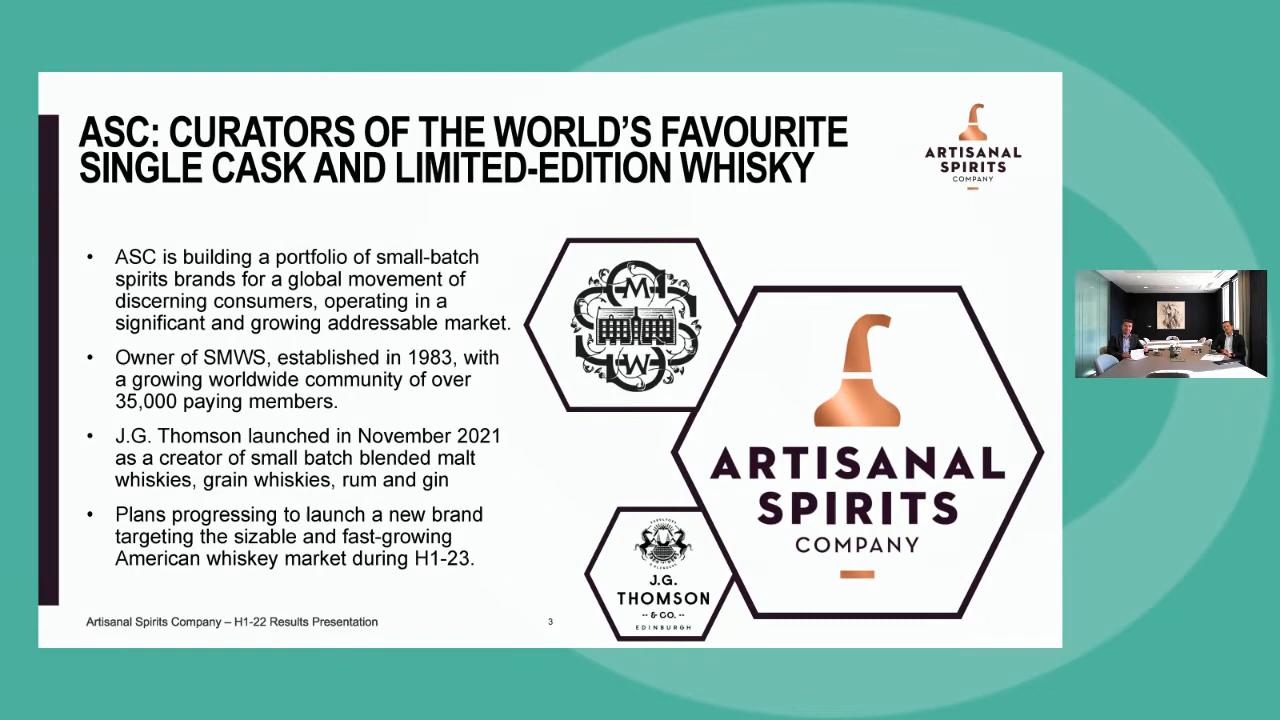 ASC: CURATORS OF THE WORLD'S FAVOURITE
SINGLE CASK AND LIMITED-EDITION WHISKY
ARTISANAL
SPIRITS
COMPANY
• ASC is building a portfolio of small-batch
spirits brands for a global movement of
discerning consumers, operating in a
significant and growing addressable market.
• Owner of SMWS, established in 1983, with
a growing worldwide community of over
35,000 paying members.
• J.G. Thomson launched in November 2021
as a creator of small batch blended malt
whiskies, grain whiskies, rum and gin
• Plans progressing to launch a new brand
targeting the sizable and fast-growing
American whiskey market during H1-23.
M
S
S
W
ARTISANAL
SPIRITS
COMPANY
J.G.
THOMSON
-- & CO. --
EDINBURGH
Artisanal Spirits Company – H1-22 Results Presentation
3